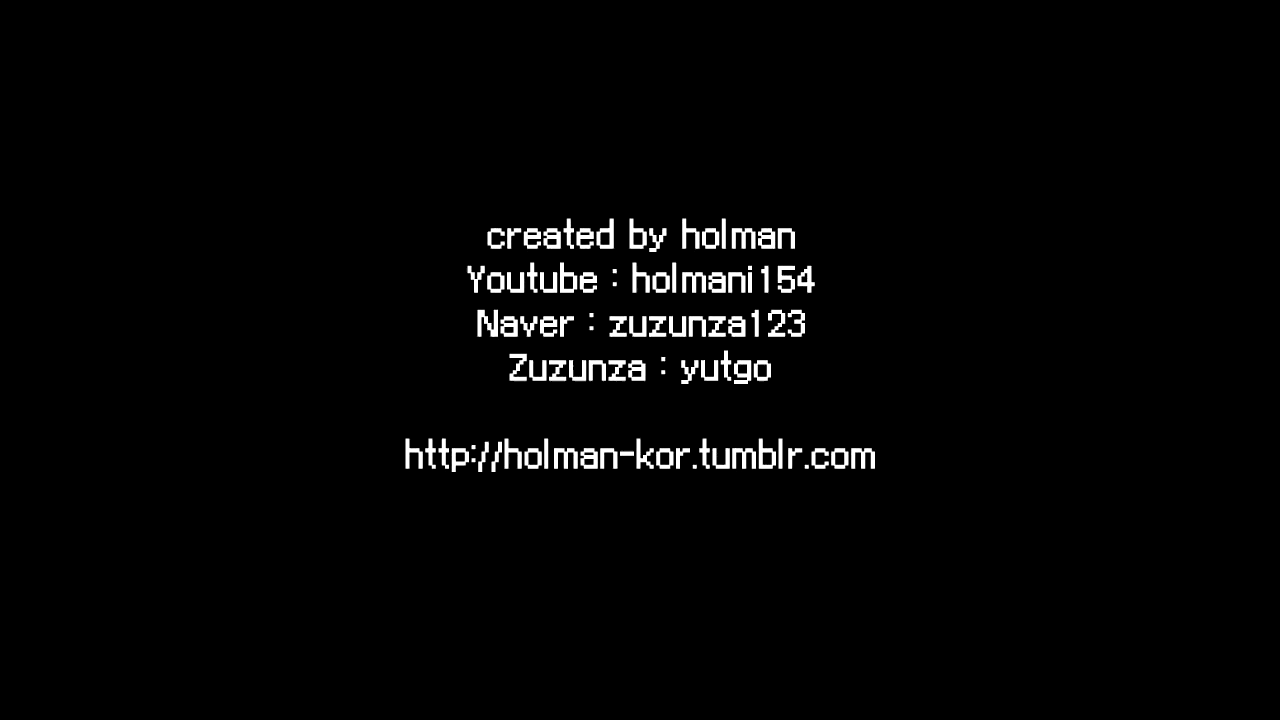 created by holman
Youtube : holmani154
Naver : zuzunza123
Zuzunza : yutgo
http://holman-kor.tumblr.com